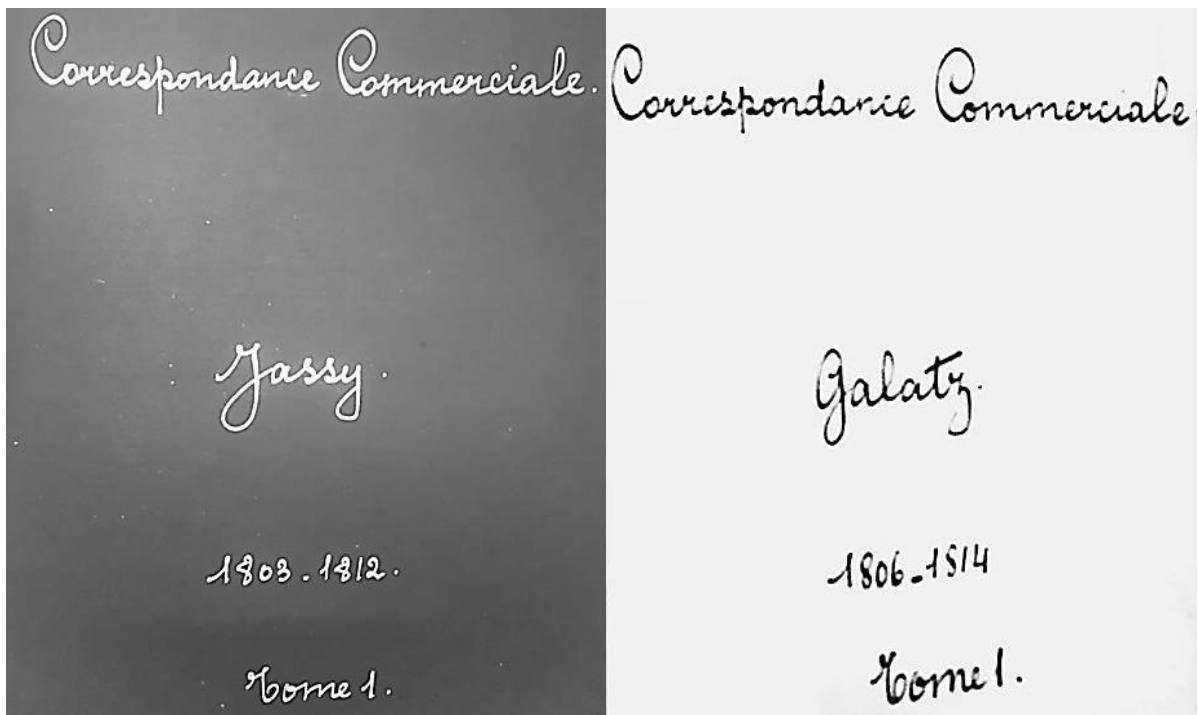 Correspondance Commerciale.
Jassy.
1803-1812.
Tome 1.
Correspondance Commerciale.
Galatz.
1806-1814
Tome 1.